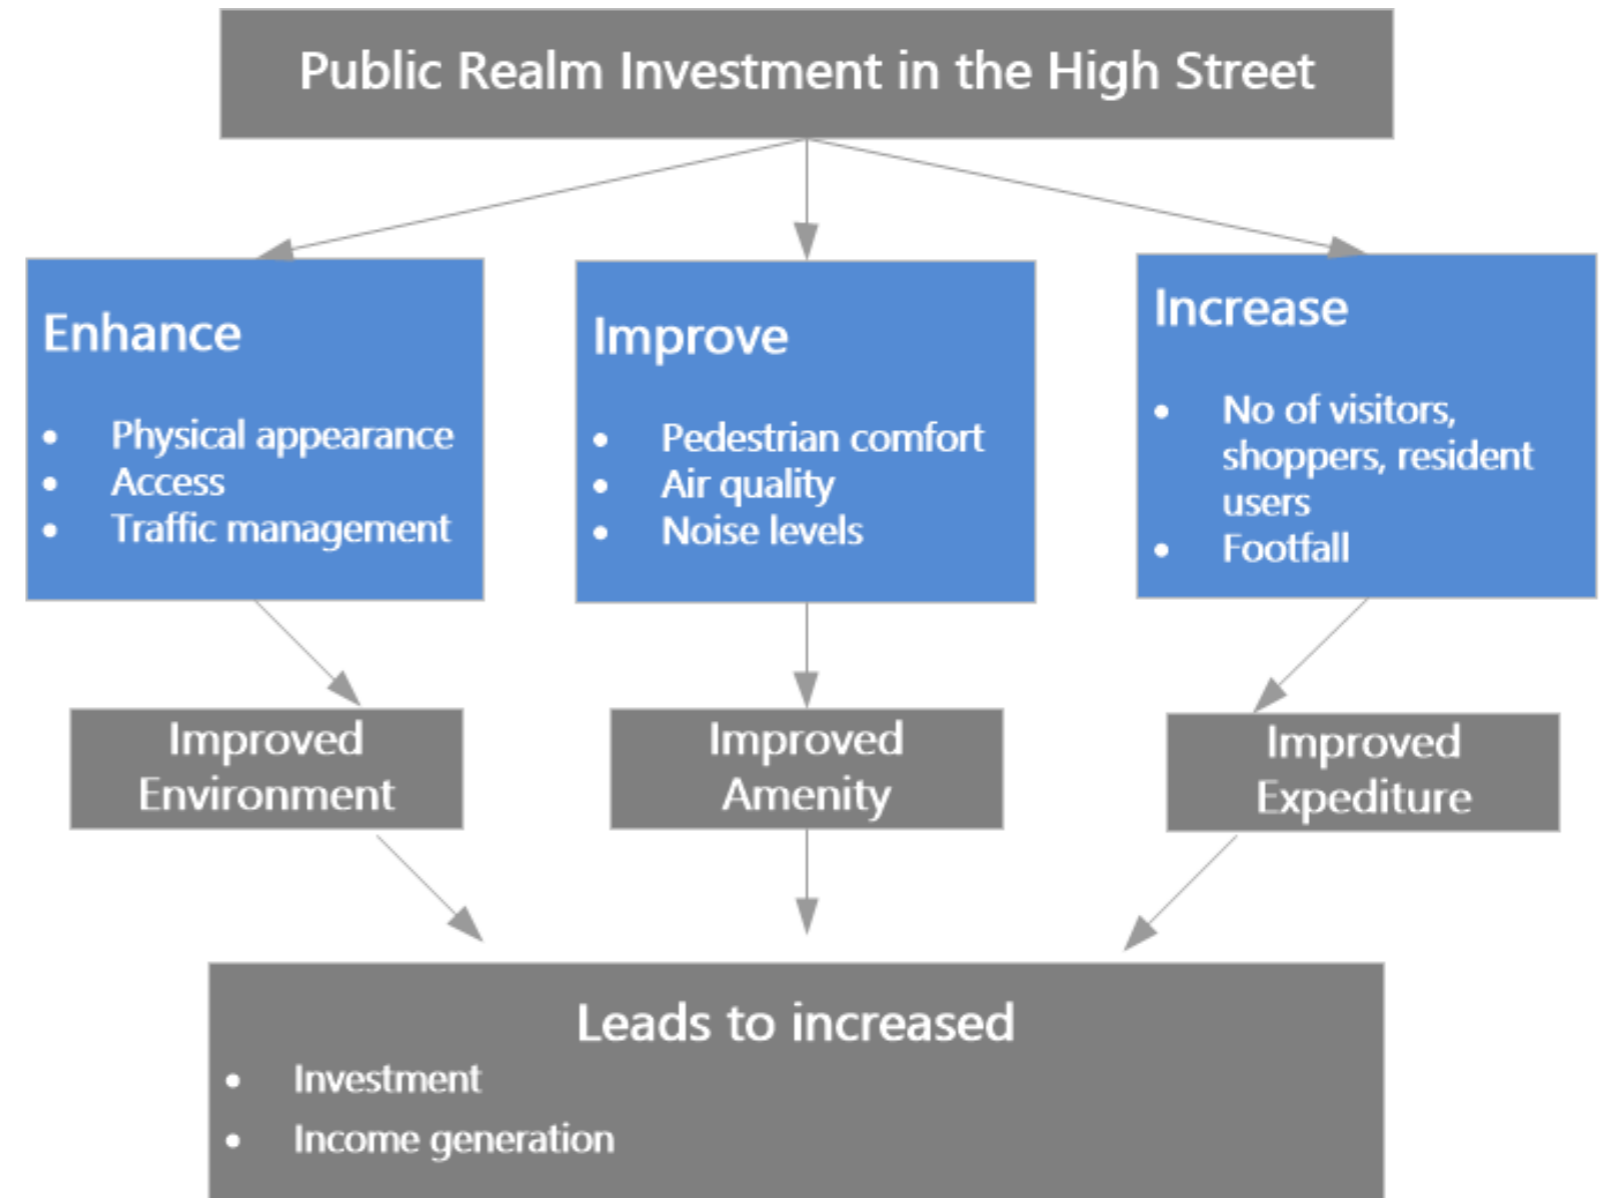 Public Realm Investment in the High Street
Enhance
• Physical appearance
• Access
• Traffic management
Improve
• Pedestrian comfort
• Air quality
• Noise levels
Increase
• No of visitors,
shoppers, resident
users
• Footfall
Improved
Environment
Improved
Amenity
Improved
Expediture
Leads to increased
• Investment
• Income generation